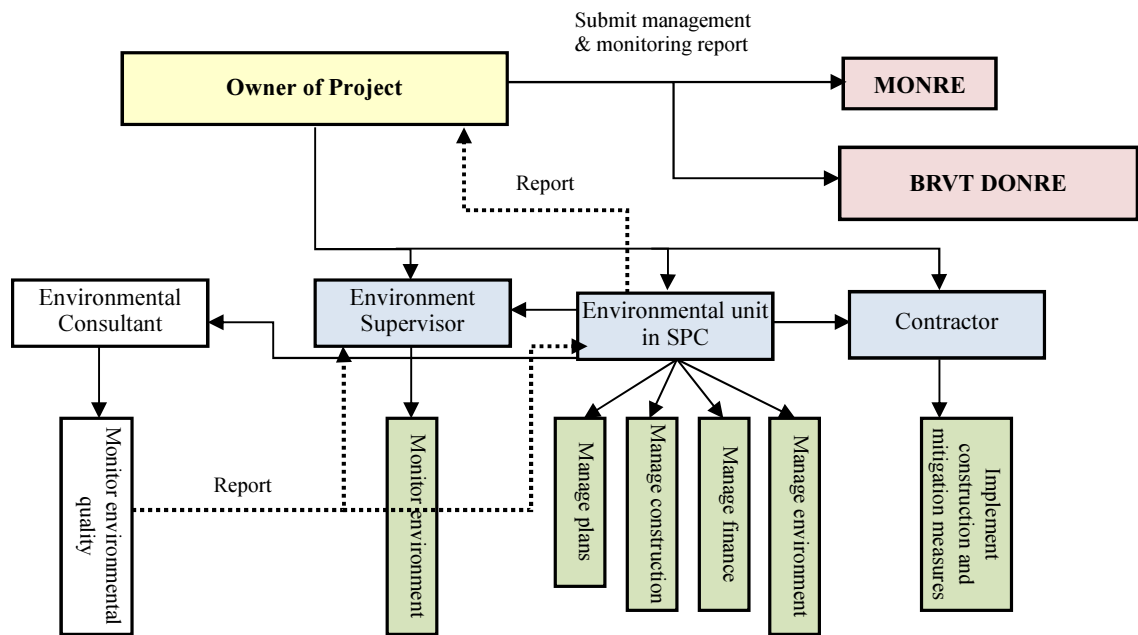 Submit management
& monitoring report
Owner of Project
MONRE
BRVT DONRE
Report
Environmental
Consultant
Environment
Supervisor
Environmental unit
in SPC
Contractor
Monitor environmental
quality
Report
Monitor environment
Manage plans
Manage construction
Manage finance
Manage environment
Implement
construction and
mitigation measures